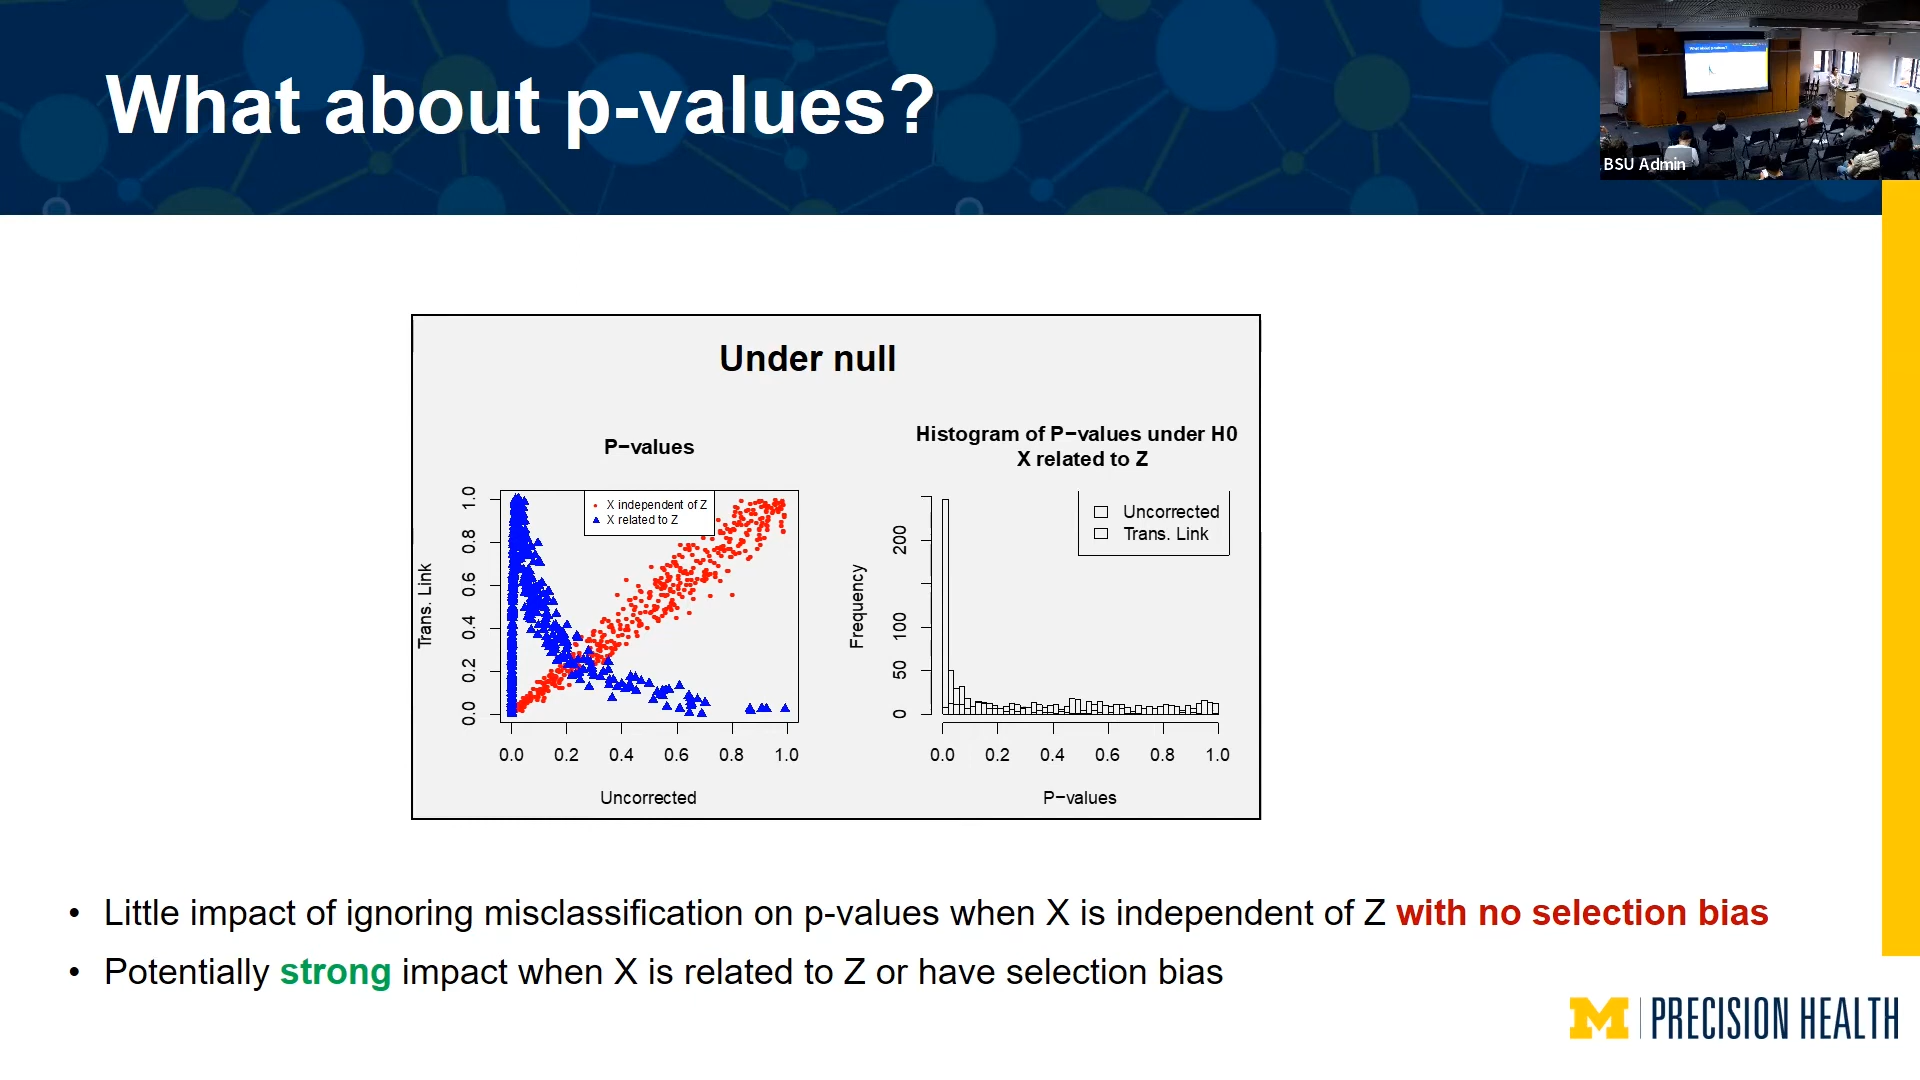 What about p-values?
BSU Admin
Under null
P−values
1.0
0.8
0.6
0.4
0.2
0.0
Trans. Link
X independent of Z
X related to Z
0.0 0.2 0.4 0.6 0.8 1.0
Uncorrected
Histogram of P−values under H0
X related to Z
Frequency
200
100
50
0
Uncorrected
Trans. Link
0.0 0.2 0.4 0.6 0.8 1.0
P−values
• Little impact of ignoring misclassification on p-values when X is independent of Z with no selection bias
• Potentially strong impact when X is related to Z or have selection bias
M PRECISION HEALTH